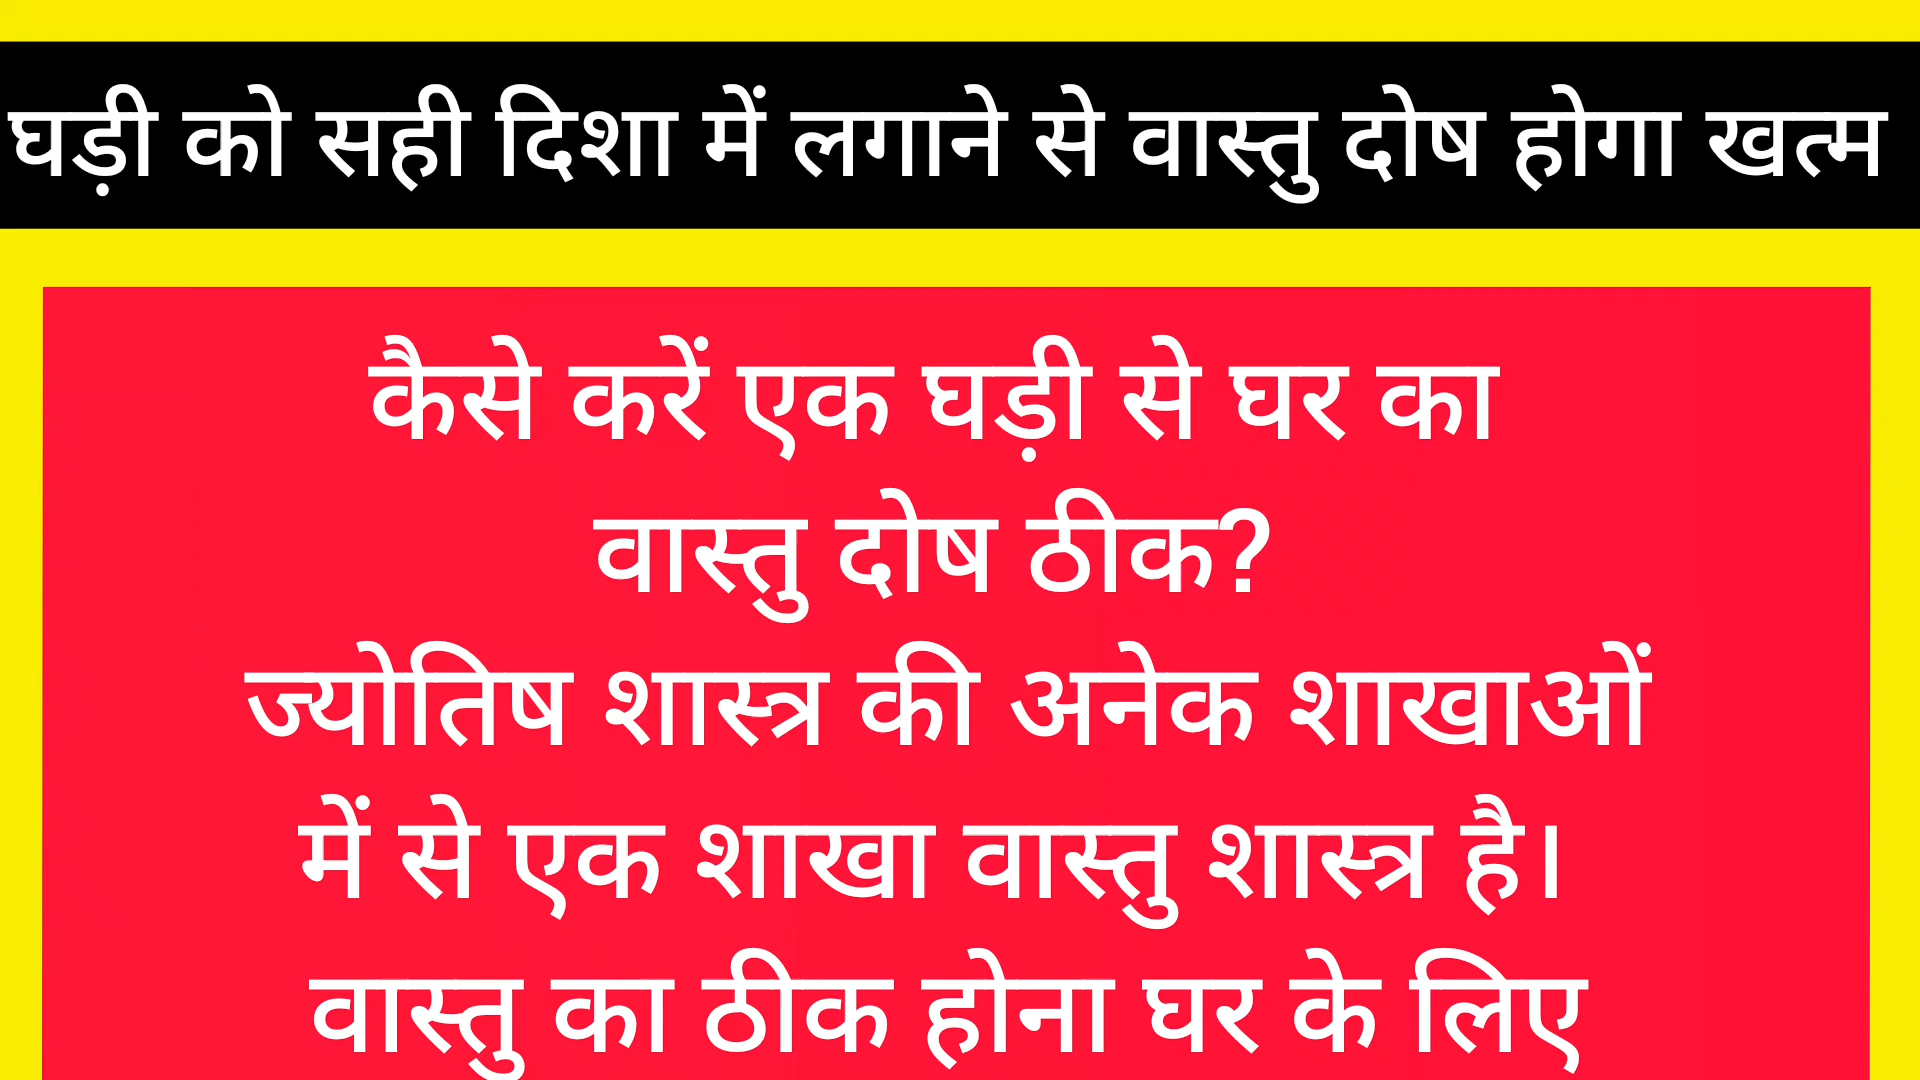 घड़ी को सही दिशा में लगाने से वास्तु दोष होगा खत्म
कैसे करें एक घड़ी से घर का
वास्तु दोष ठीक?
ज्योतिष शास्त्र की अनेक शाखाओं
में से एक शाखा वास्तु शास्त्र है।
वास्तु का ठीक होना घर के लिए